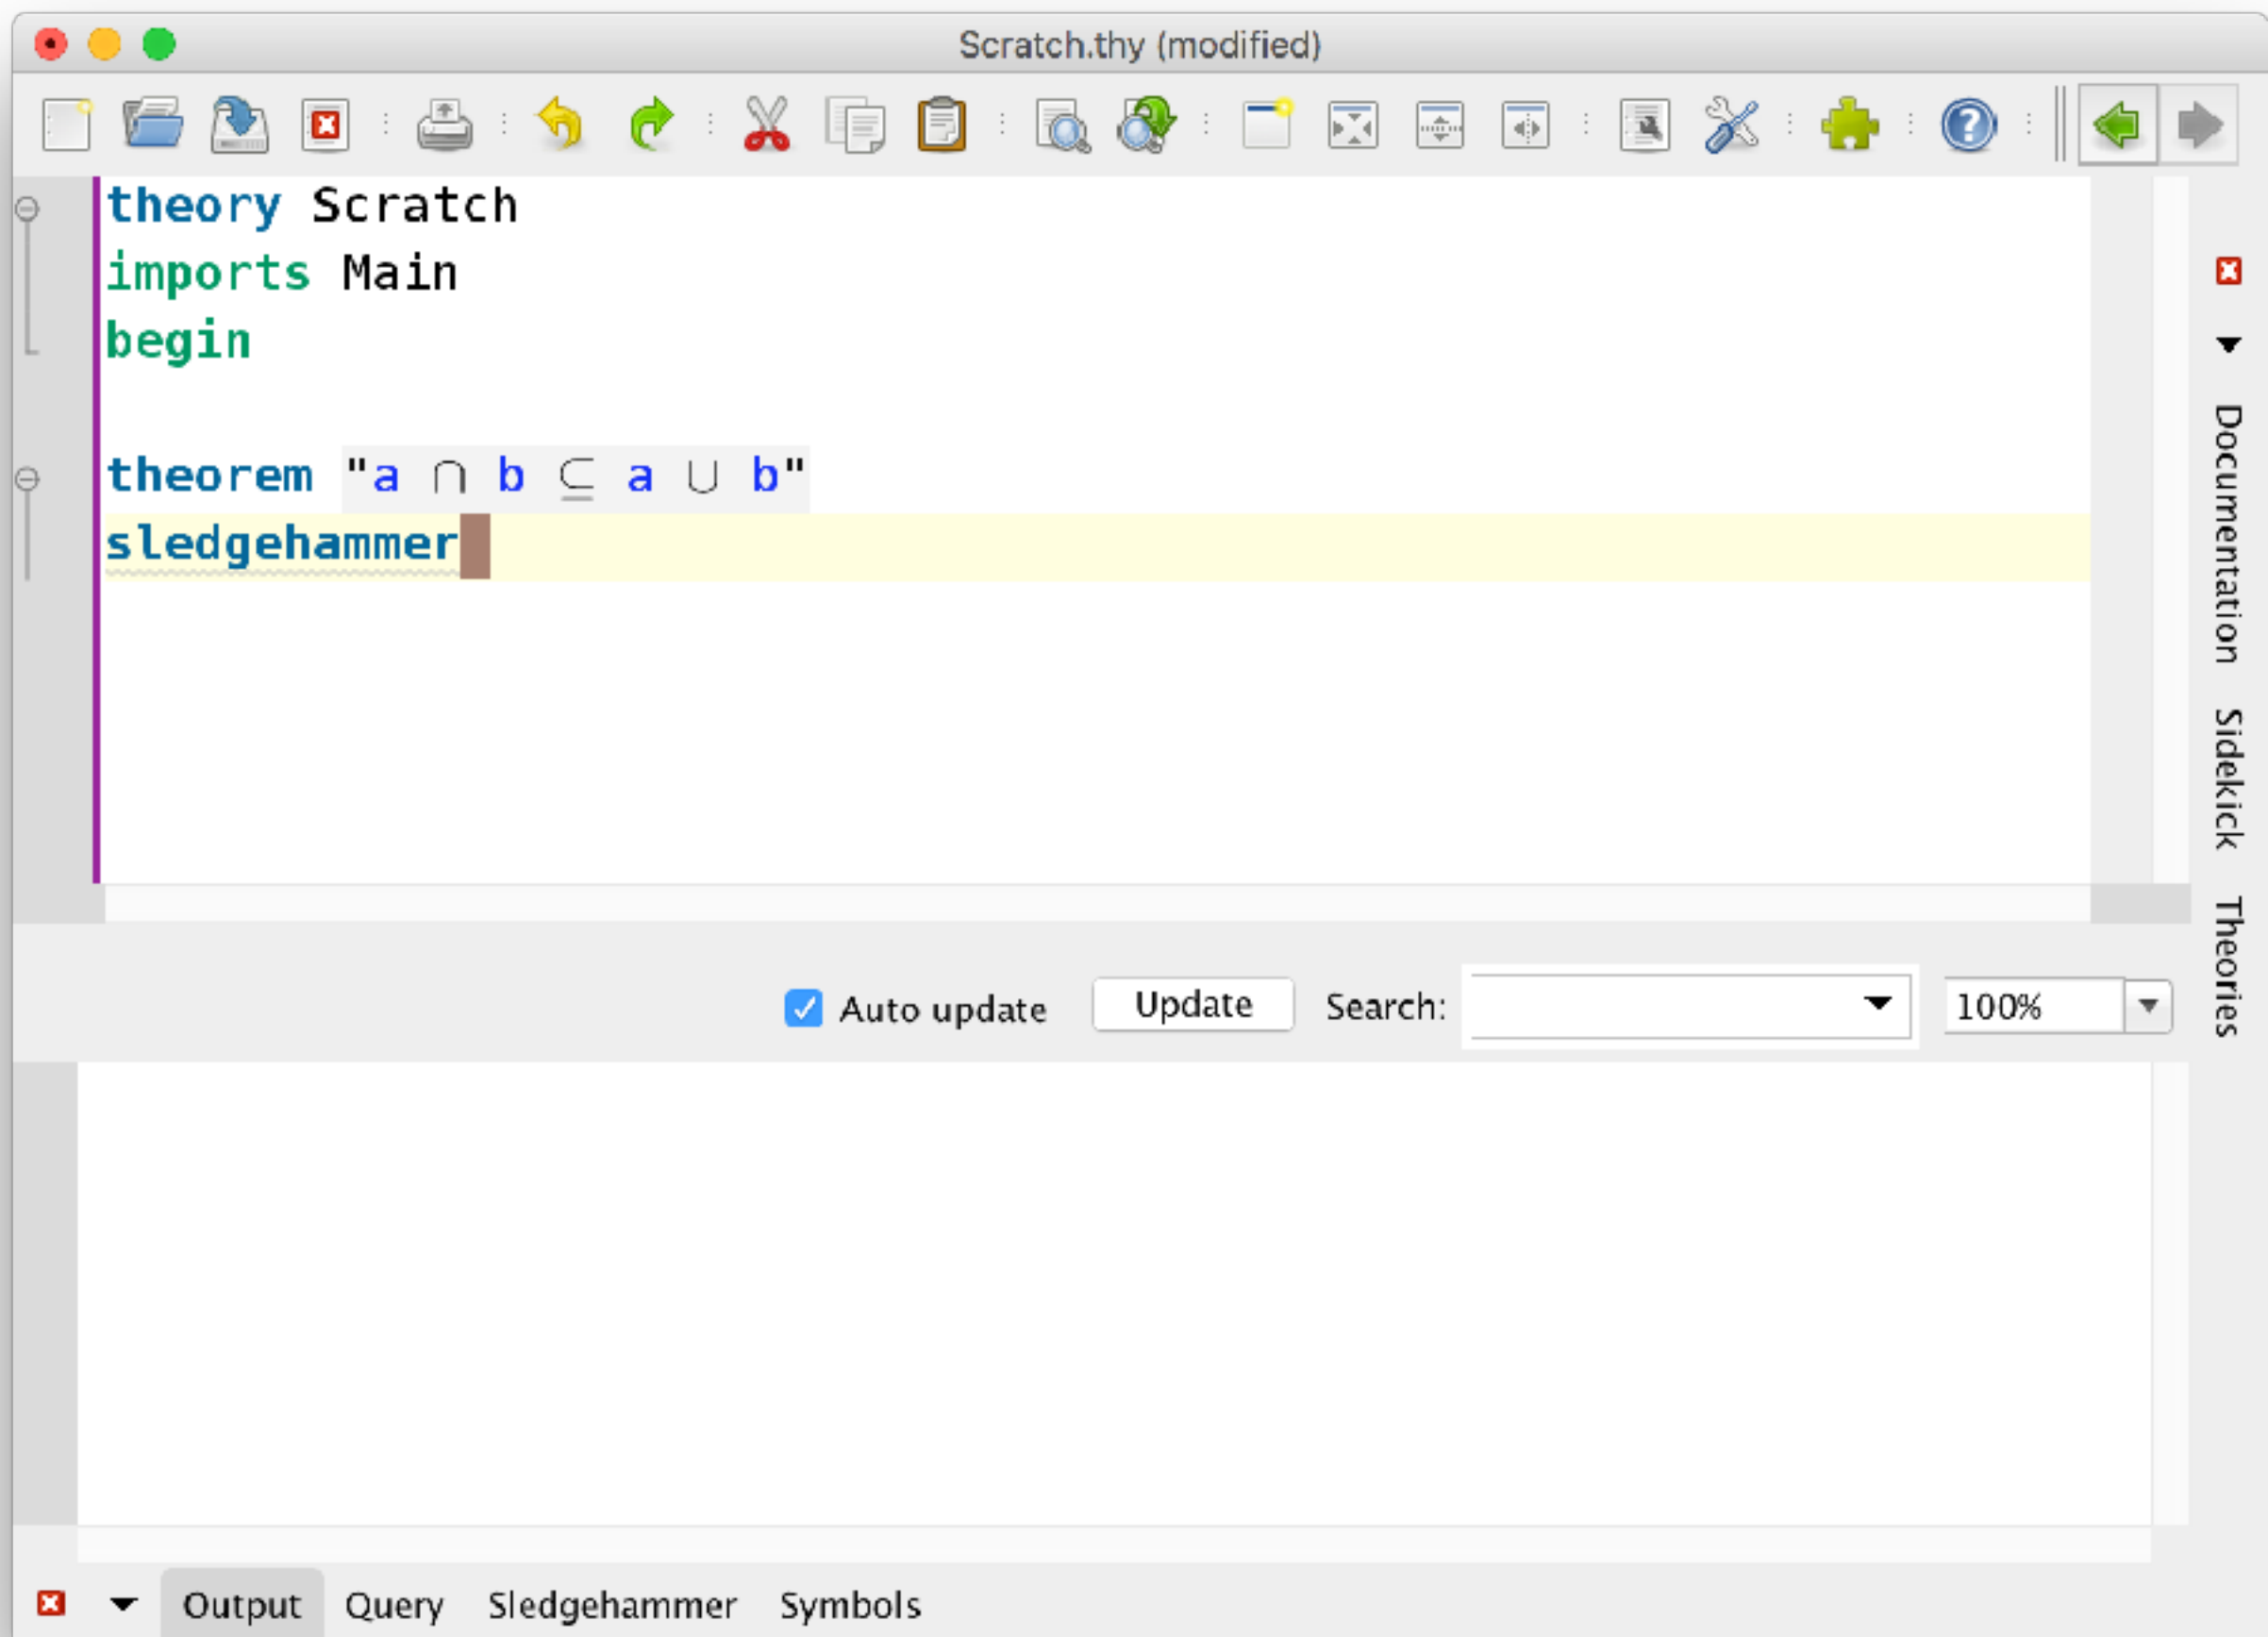 Scratch.thy (modified)
theory Scratch
imports Main
begin
theorem "a ∩ b ⊆ a ∪ b"
sledgehammer
Documentation
Sidekick
Theories
Auto update Update Search: 100%
Output Query Sledgehammer Symbols